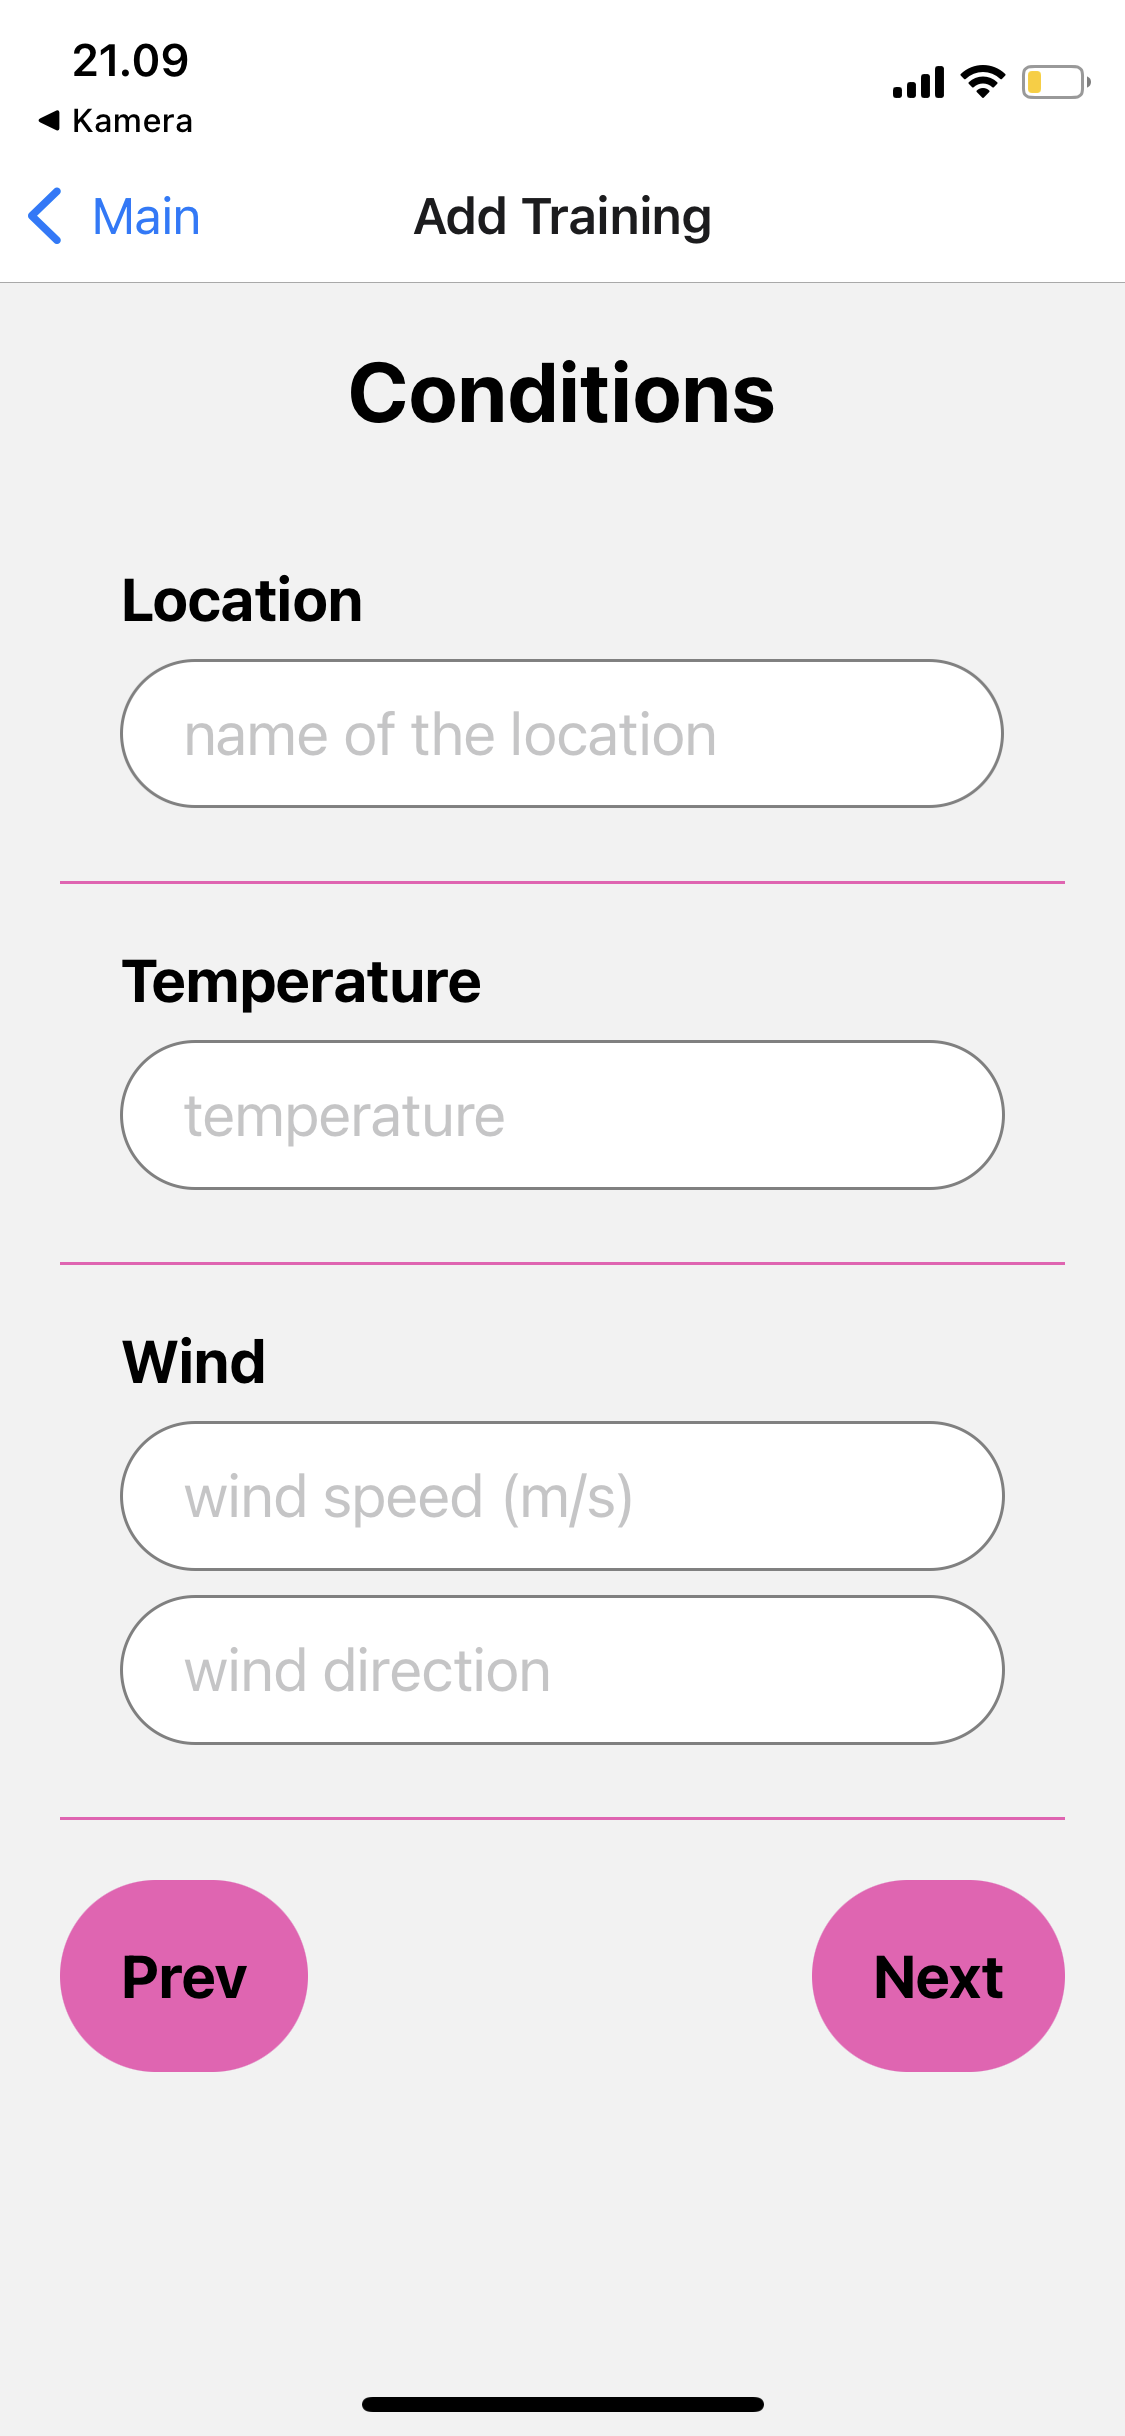 21.09
◀ Kamera
Main
Add Training
Conditions
Location
name of the location
Temperature
temperature
Wind
wind speed (m/s)
wind direction
Prev
Next